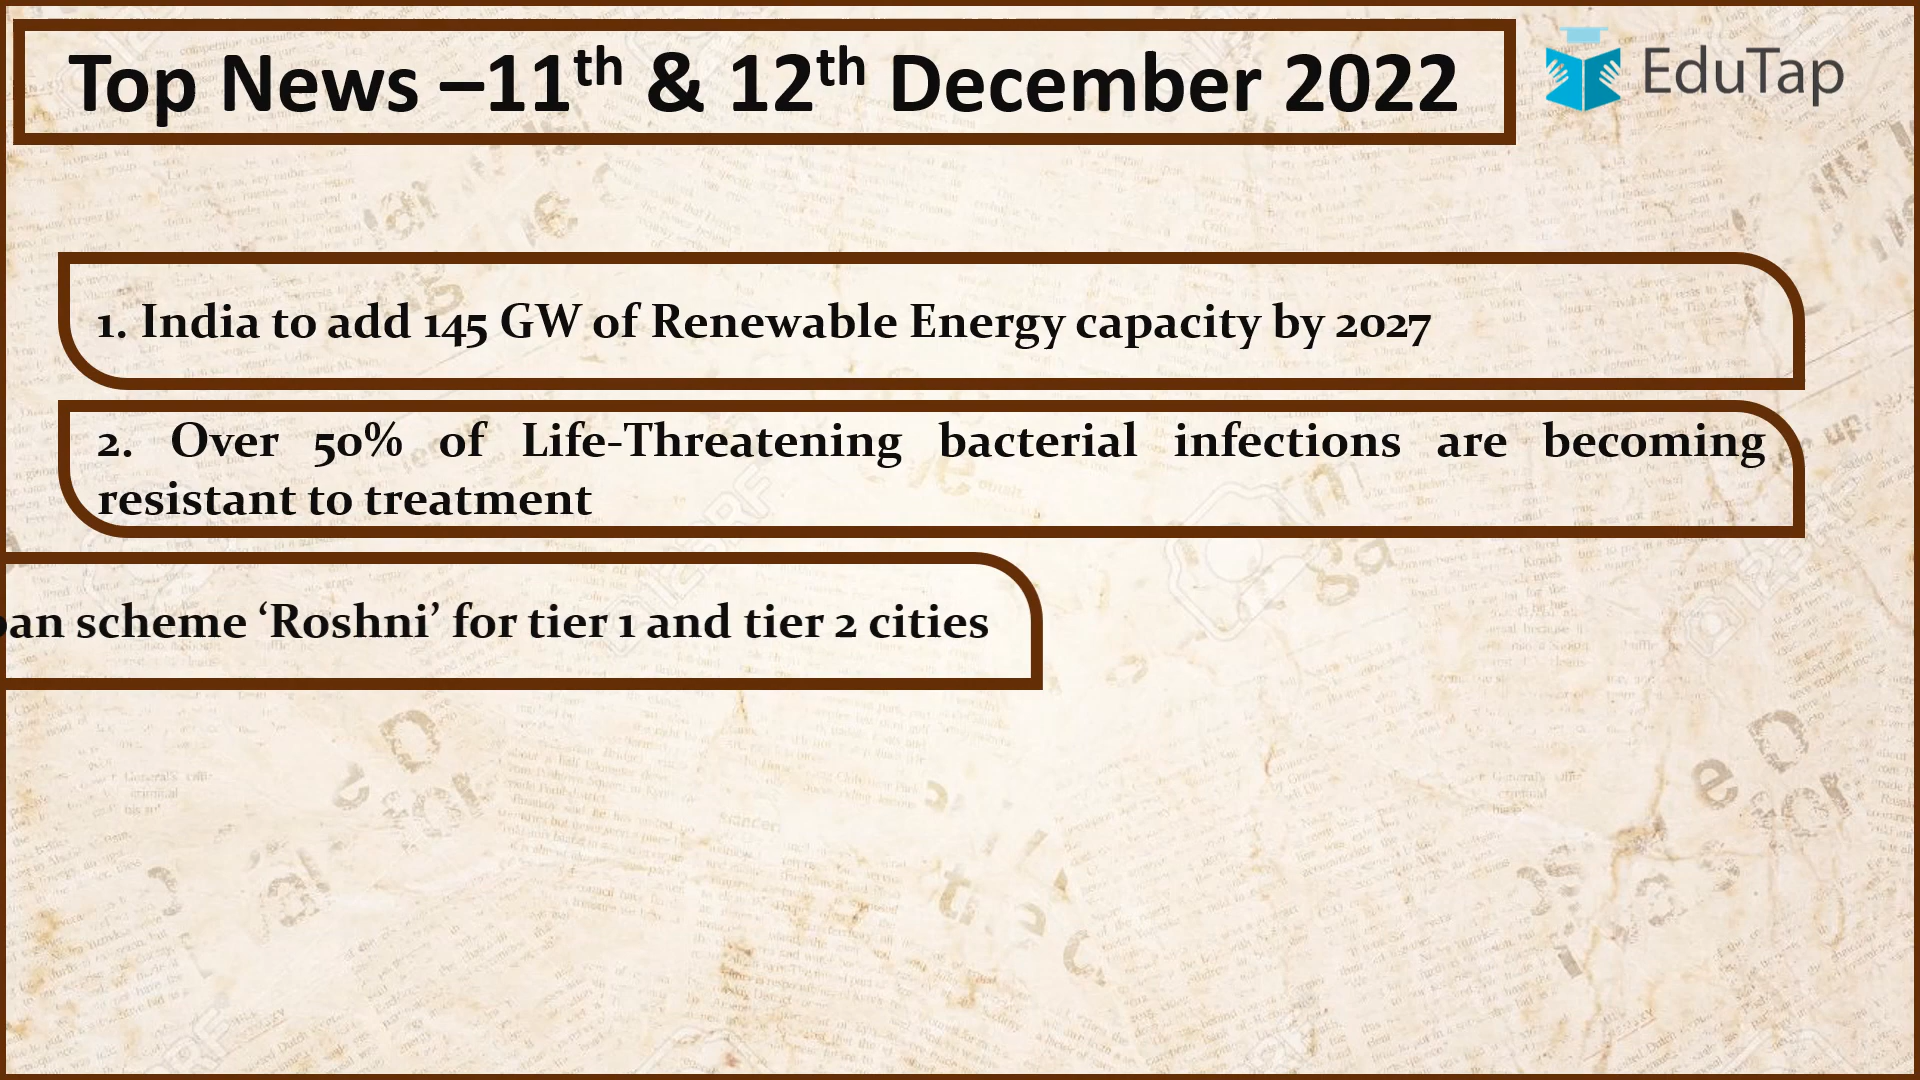 Top News –11th & 12th December 2022
EduTap
1. India to add 145 GW of Renewable Energy capacity by 2027
2. Over 50% of Life-Threatening bacterial infections are becoming
resistant to treatment
scheme ‘Roshni’ for tier 1 and tier 2 cities